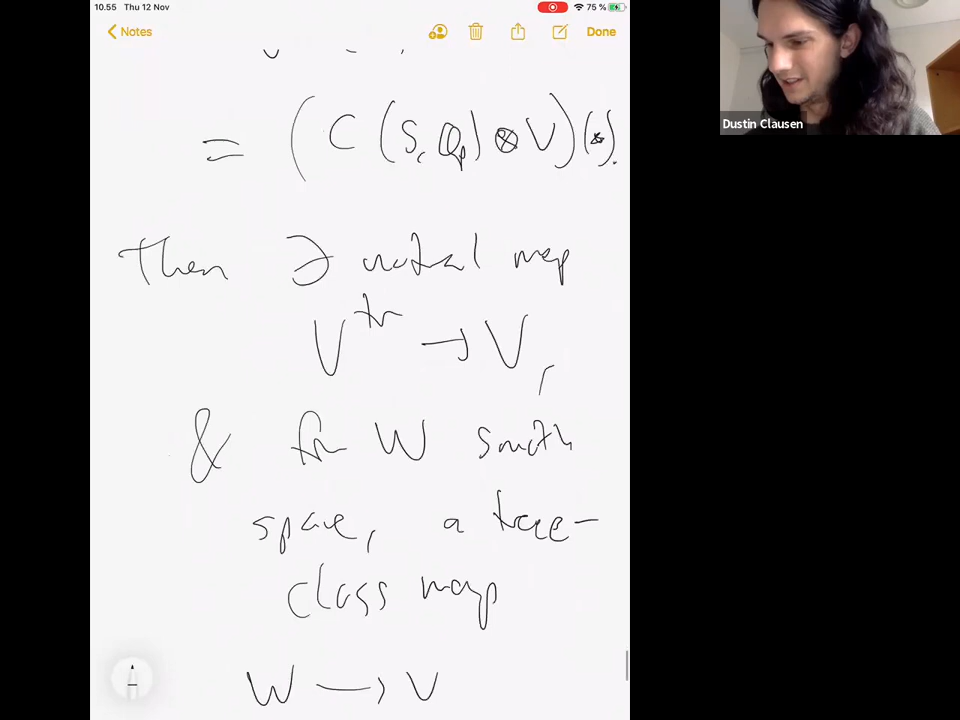 10.55 Thu 12 Nov
75 %
Notes
Done
Dustin Clausen
= (C(S, Qp) ⊗ V)(*).
Then ∃ natural map
V^tr → V,
& for W smith
space, a trace-
class map
W → V